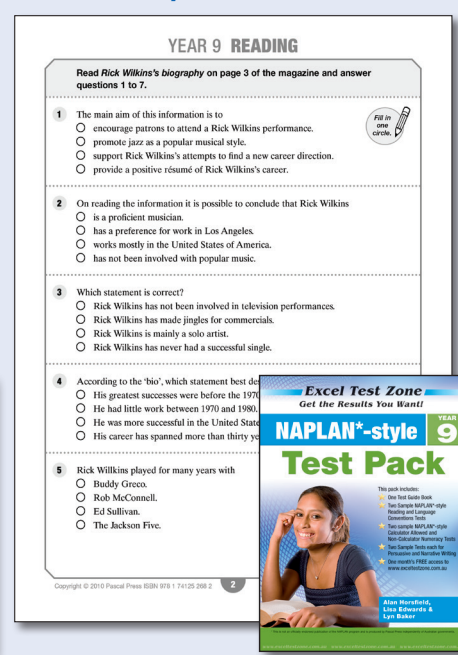 YEAR 9 READING
Read Rick Wilkins's biography on page 3 of the magazine and answer
questions 1 to 7.
Fill in
one
circle.
1 The main aim of this information is to
encourage patrons to attend a Rick Wilkins performance.
promote jazz as a popular musical style.
support Rick Wilkins's attempts to find a new career direction.
provide a positive résumé of Rick Wilkins's career.
2 On reading the information it is possible to conclude that Rick Wilkins
is a proficient musician.
has a preference for work in Los Angeles.
works mostly in the United States of America.
has not been involved with popular music.
3 Which statement is correct?
Rick Wilkins has not been involved in television performances.
Rick Wilkins has made jingles for commercials.
Rick Wilkins is mainly a solo artist.
Rick Wilkins has never had a successful single.
4 According to the 'bio', which statement best des
His greatest successes were before the 1970
He had little work between 1970 and 1980.
He was more successful in the United State
His career has spanned more than thirty ye
5 Rick Willkins played for many years with
Buddy Greco.
Rob McConnell.
Ed Sullivan.
The Jackson Five.
Copyright © 2010 Pascal Press ISBN 978 1 74125 268 2
2
Excel Test Zone
Get the Results You Want!
NAPLAN*-style
YEAR
9
Test Pack
This pack includes:
One Test Guide Book
Two Sample NAPLAN*-style
Reading and Language
Conventions Tests
Two sample NAPLAN*-style
Calculator Allowed and
Non-Calculator Numeracy Tests
Two Sample Tests each for
Persuasive and Narrative Writing
One month's FREE access to
www.exceltestzone.com.au
Alan Horsfield,
Lisa Edwards &
Lyn Baker